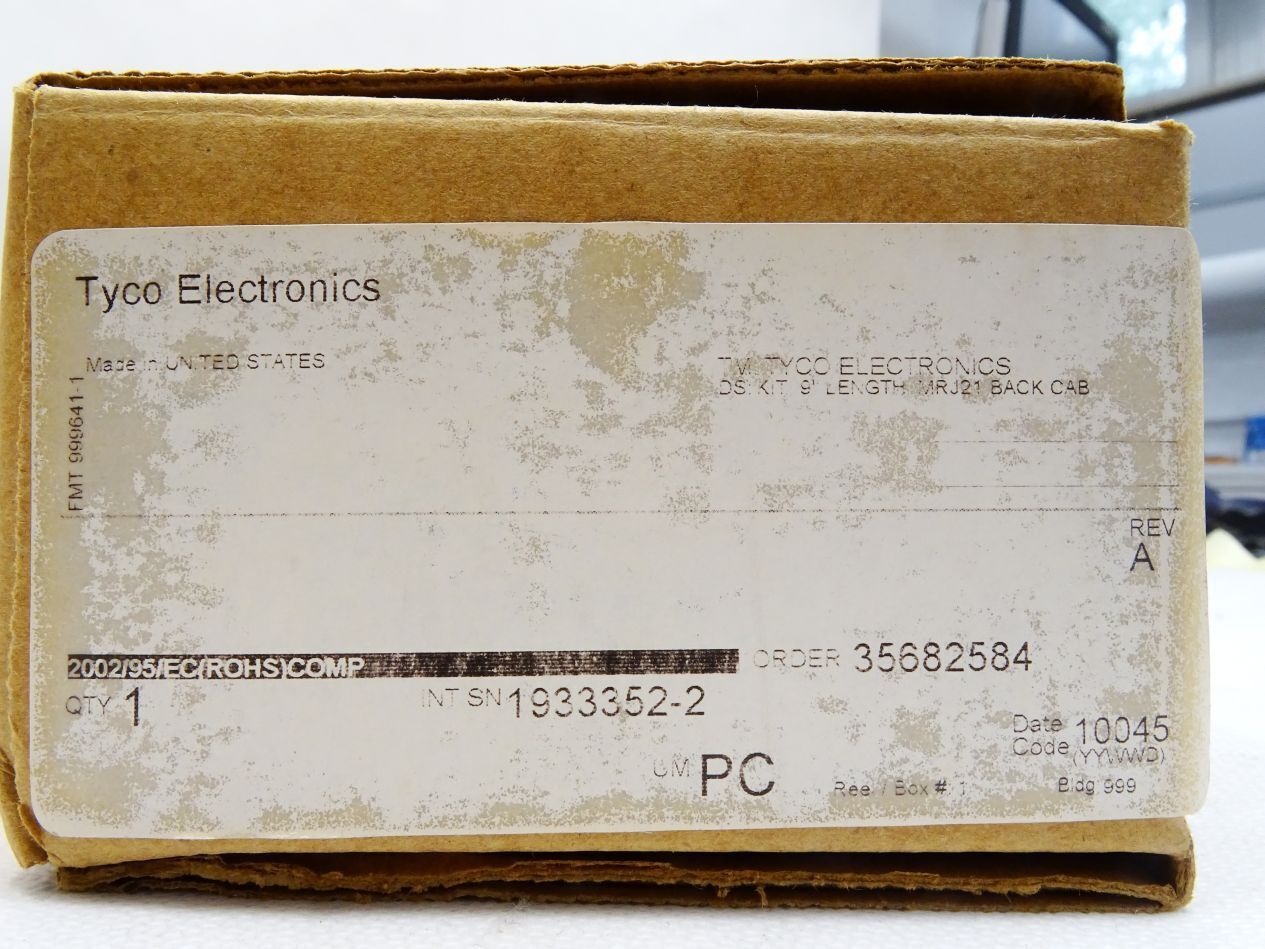 Tyco Electronics
Made in UNITED STATES
TM: TYCO ELECTRONICS
DS. KIT 9' LENGTH MRJ21 BACK CAB
FMT 999641-1
REV
A
2002/95/EC(ROHS)COMP
ORDER 35682584
QTY 1
INT SN 1933352-2
Date
Code 10045
(YYWWD)
UM PC
Reel / Box # 1
Bldg 999